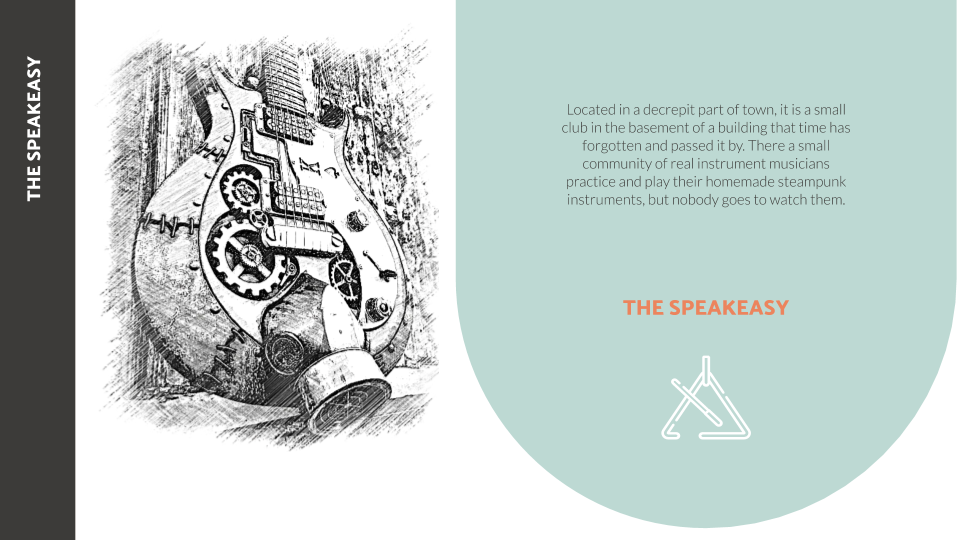 THE SPEAKEASY
Located in a decrepit part of town, it is a small
club in the basement of a building that time has
forgotten and passed it by. There a small
community of real instrument musicians
practice and play their homemade steampunk
instruments, but nobody goes to watch them.
THE SPEAKEASY